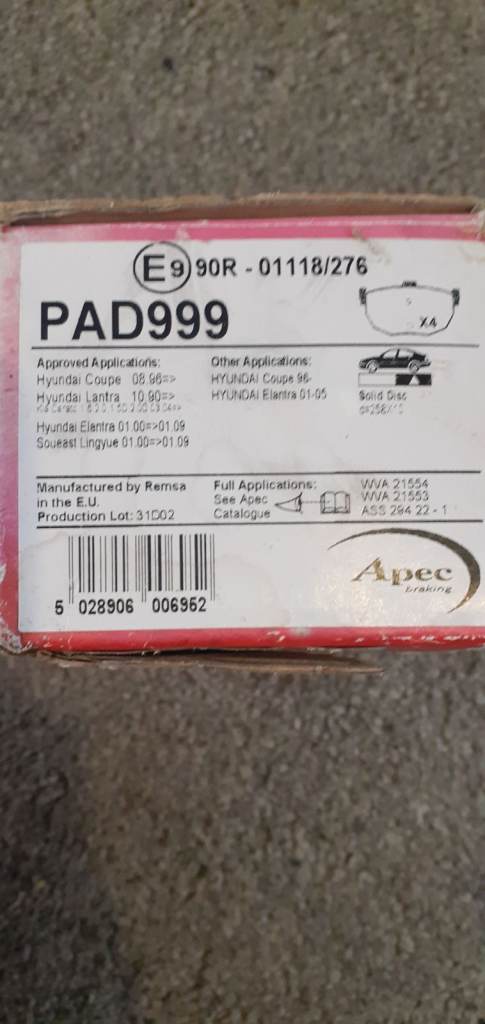 E9 90R - 01118/276
PAD999
X4
Approved Applications:
Hyundai Coupe 08.96=>
Hyundai Lantra 10.90=>
Hyundai Elantra 01.00=>01.09
Soueast Lingyue 01.00=>01.09
Other Applications:
HYUNDAI Coupe 96-
HYUNDAI Elantra 01-05
Solid Disc
Manufactured by Remsa
in the E.U.
Production Lot: 31D02
Full Applications:
See Apec
Catalogue
WVA 21554
WVA 21553
ASS 294 22 - 1
5 028906 006952
Apec
braking